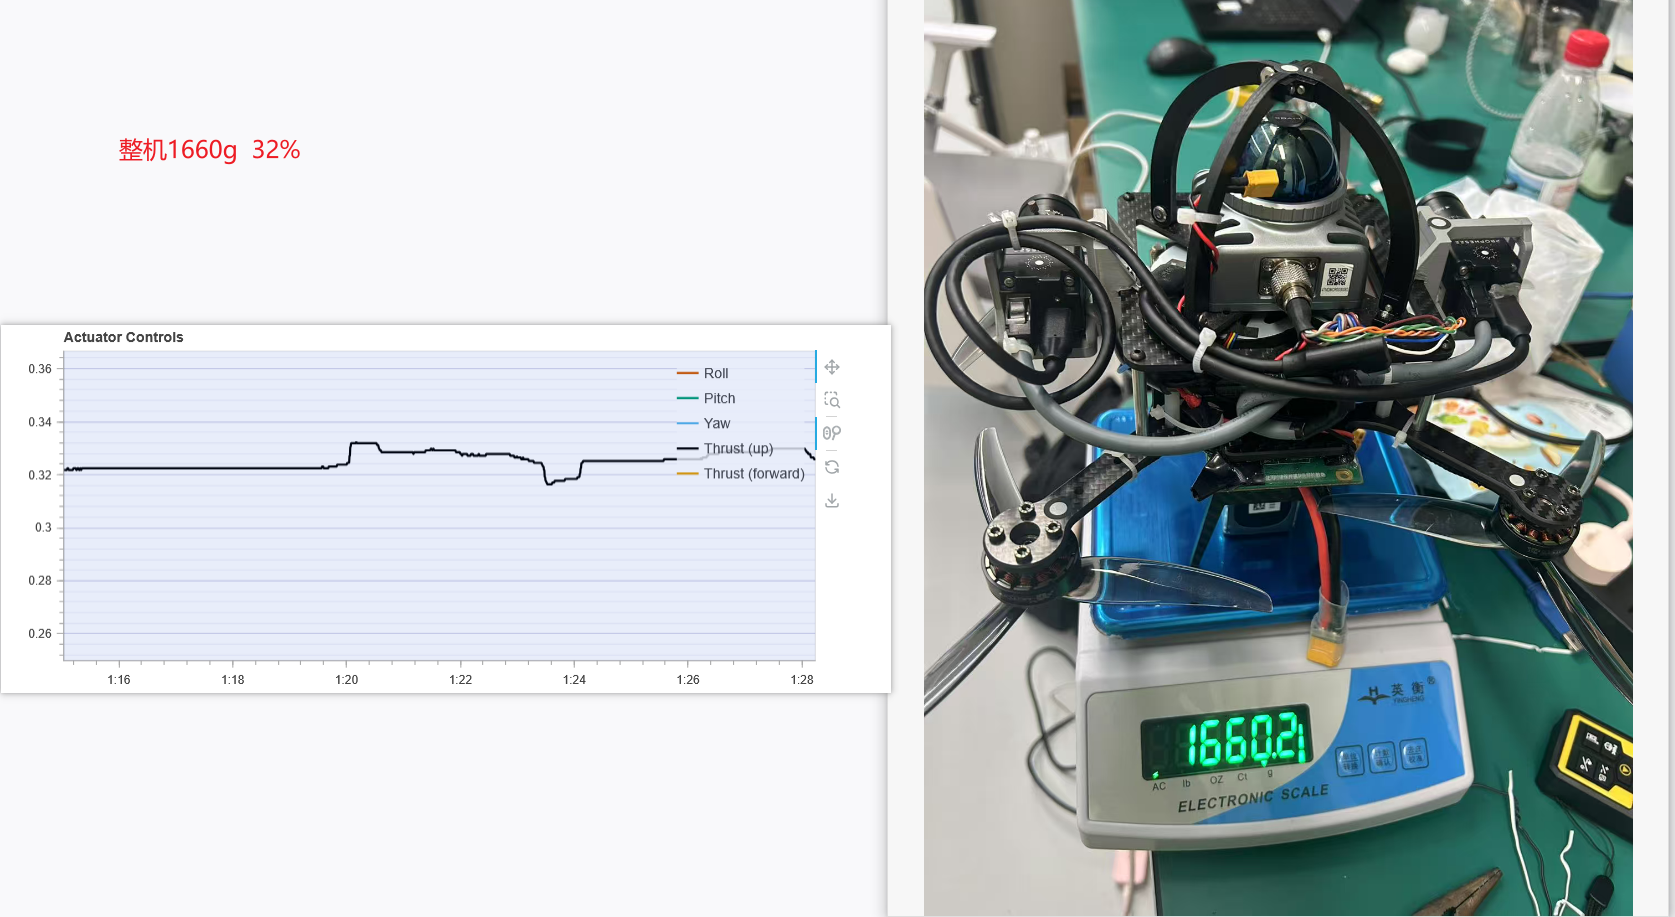 整机1660g 32%
Actuator Controls
0.36
0.34
0.32
0.3
0.28
0.26
1:16
1:18
1:20
1:22
1:24
1:26
1:28
Roll
Pitch
Yaw
Thrust (up)
Thrust (forward)
PROPHESEE
英衡®
YINGHENG
1660.21
AC lb OZ Ct g
ELECTRONIC SCALE